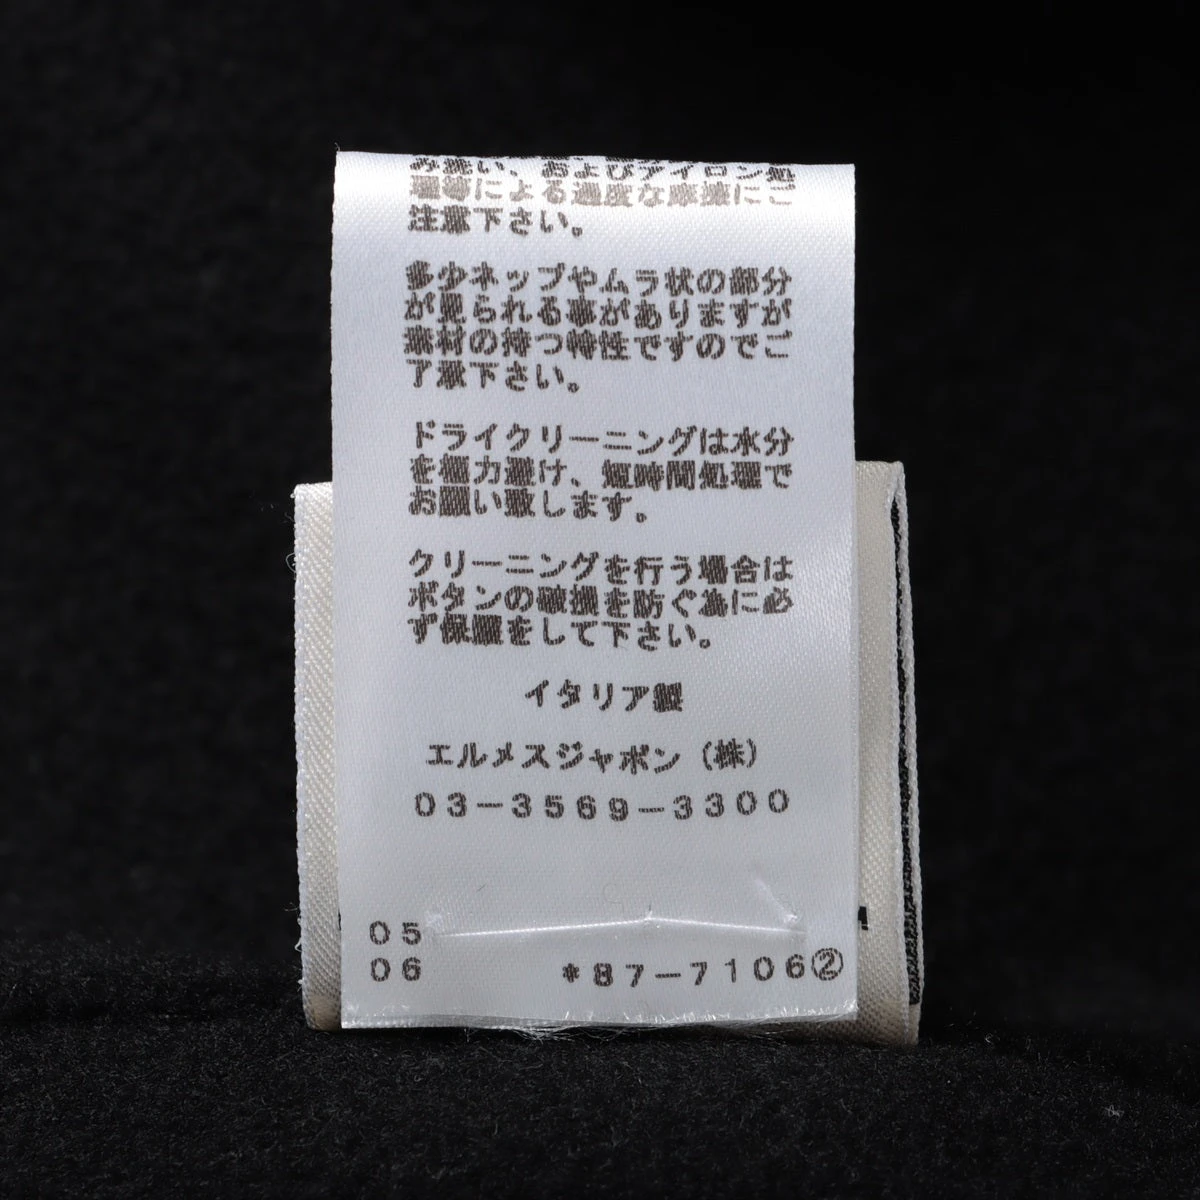 み洗い、およびアイロン処
理等による過度な摩擦にご
注意下さい。
多少ネップやムラ状の部分
が見られる事がありますが
素材の持つ特性ですのでご
了承下さい。
ドライクリーニングは水分
を極力避け、短時間処理で
お願い致します。
クリーニングを行う場合は
ボタンの破損を防ぐ為に必
ず保護をして下さい。
イタリア製
エルメスジャポン（株）
03-3569-3300
05
06 *87-7106②